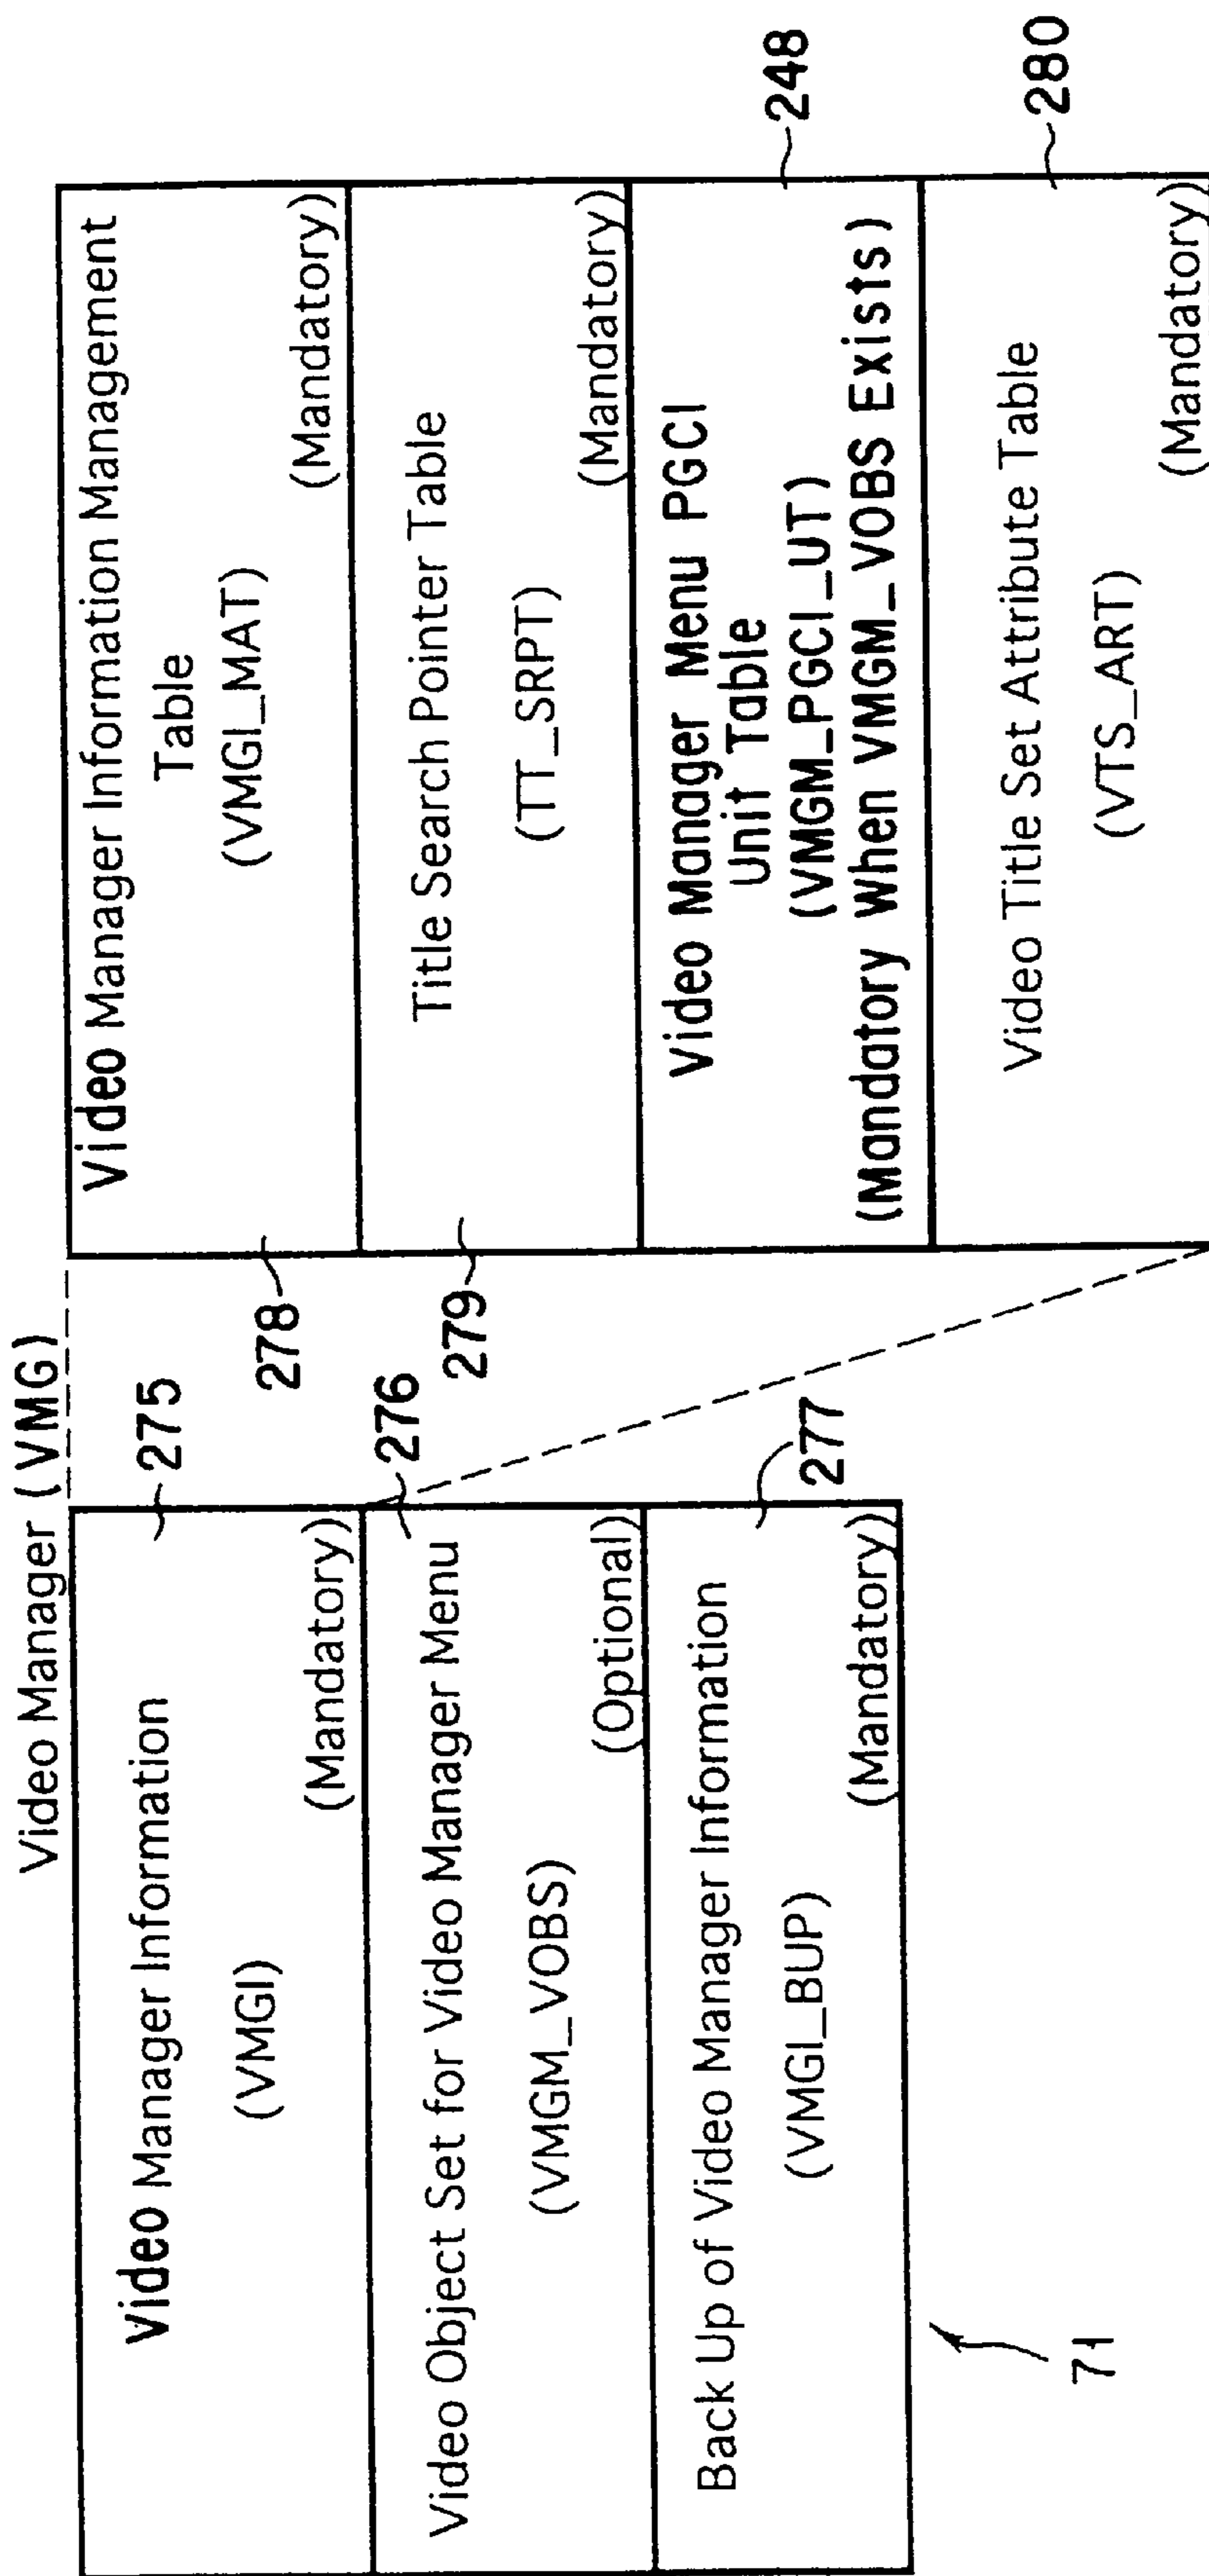 Video Manager (VMG)
Video Manager Information
(VMGI)
(Mandatory)
275
Video Object Set for Video Manager Menu
(VMGM_VOBS)
(Optional)
276
Back Up of Video Manager Information
(VMGI_BUP)
(Mandatory)
277
71
Video Manager Information Management
Table
(VMGI_MAT)
(Mandatory)
278
Title Search Pointer Table
(TT_SRPT)
(Mandatory)
279
Video Manager Menu PGCI
Unit Table
(VMGM_PGCI_UT)
(Mandatory When VMGM_VOBS Exists)
248
Video Title Set Attribute Table
(VTS_ART)
(Mandatory)
280